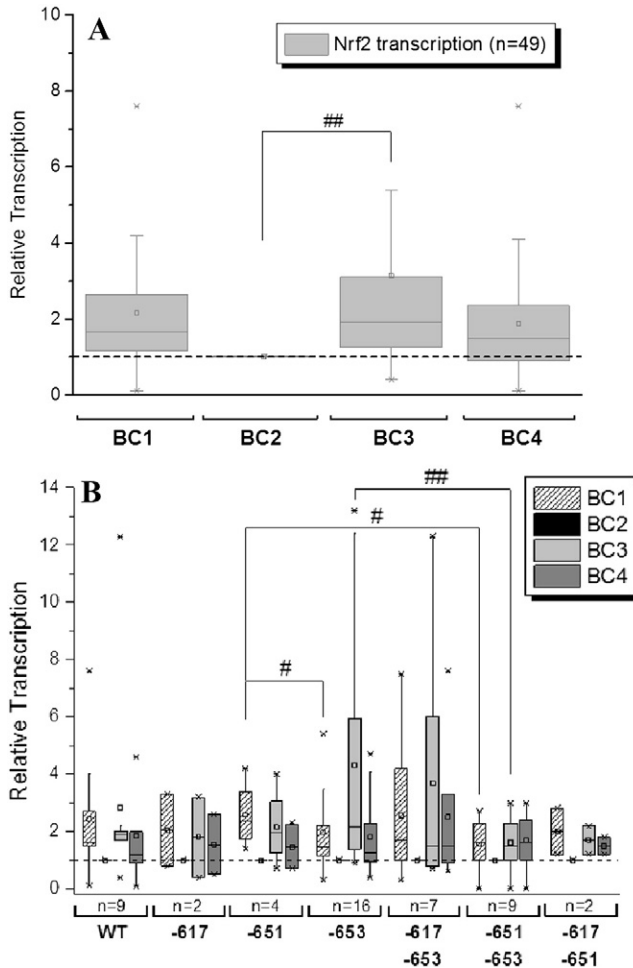 A
Nrf2 transcription (n=49)
10
8
6
4
2
0
Relative Transcription
##
BC1 BC2 BC3 BC4
B
BC1
BC2
BC3
BC4
14
12
10
8
6
4
2
0
Relative Transcription
##
#
#
n=9 n=2 n=4 n=16 n=7 n=9 n=2
WT -617 -651 -653 -617 -651 -617
-653 -653 -651